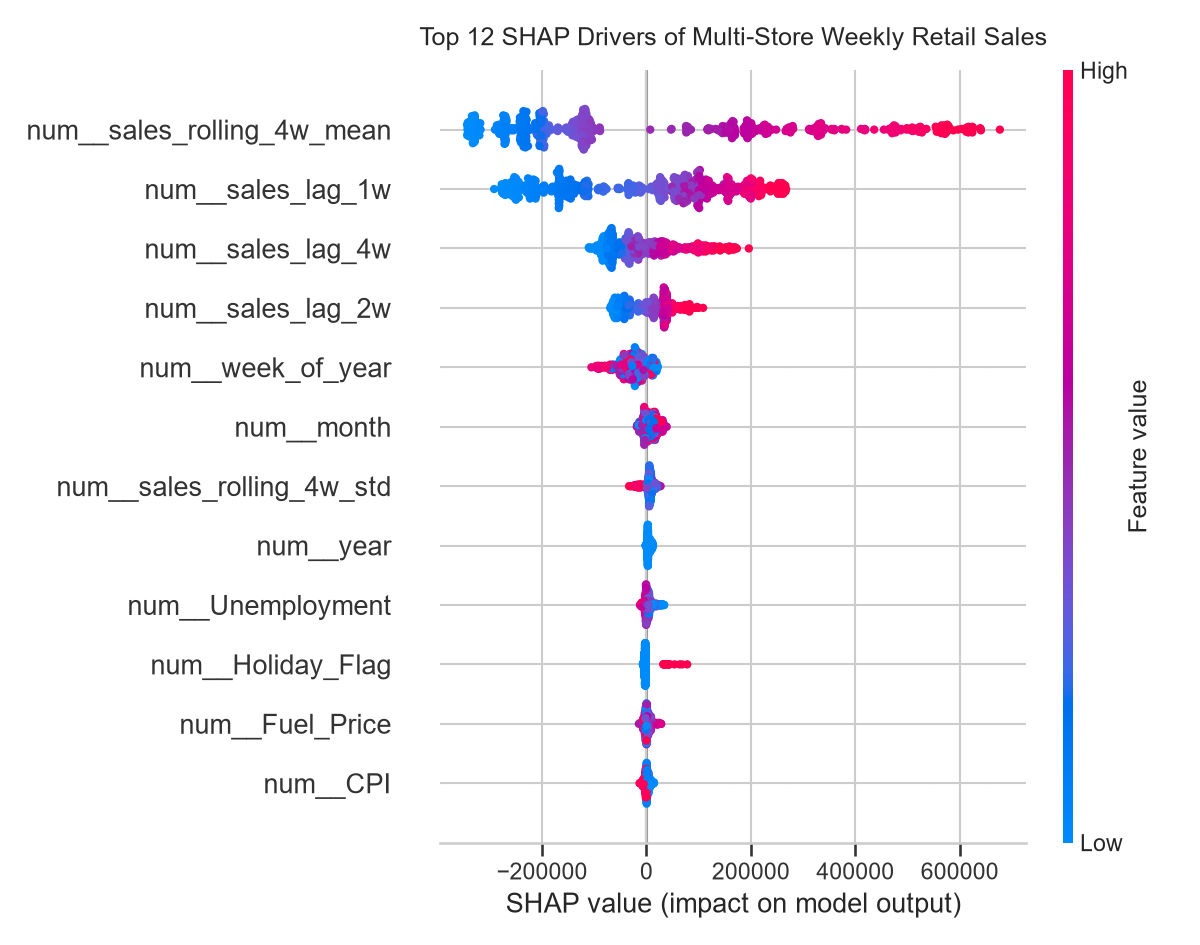 Top 12 SHAP Drivers of Multi-Store Weekly Retail Sales
High
num__sales_rolling_4w_mean
num__sales_lag_1w
num__sales_lag_4w
num__sales_lag_2w
num__week_of_year
num__month
num__sales_rolling_4w_std
num__year
num__Unemployment
num__Holiday_Flag
num__Fuel_Price
num__CPI
Feature value
Low
−200000 0 200000 400000 600000
SHAP value (impact on model output)